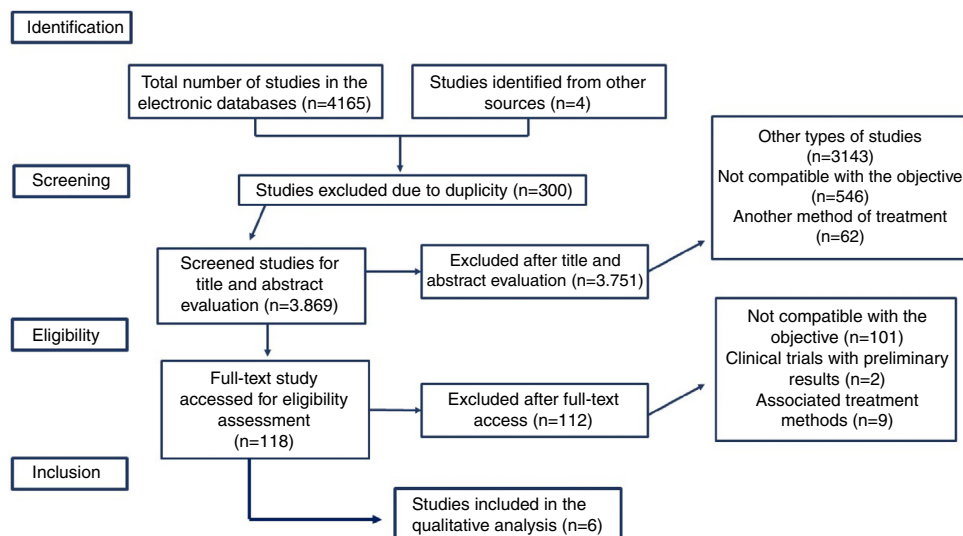 Identification
Total number of studies in the
electronic databases (n=4165)
Studies identified from other
sources (n=4)
Other types of studies
(n=3143)
Not compatible with the objective
(n=546)
Another method of treatment
(n=62)
Screening
Studies excluded due to duplicity (n=300)
Screened studies for
title and abstract
evaluation (n=3.869)
Excluded after title and
abstract evaluation (n=3.751)
Eligibility
Not compatible with the
objective (n=101)
Clinical trials with preliminary
results (n=2)
Associated treatment
methods (n=9)
Full-text study
accessed for eligibility
assessment
(n=118)
Excluded after full-text
access (n=112)
Inclusion
Studies included in the
qualitative analysis (n=6)